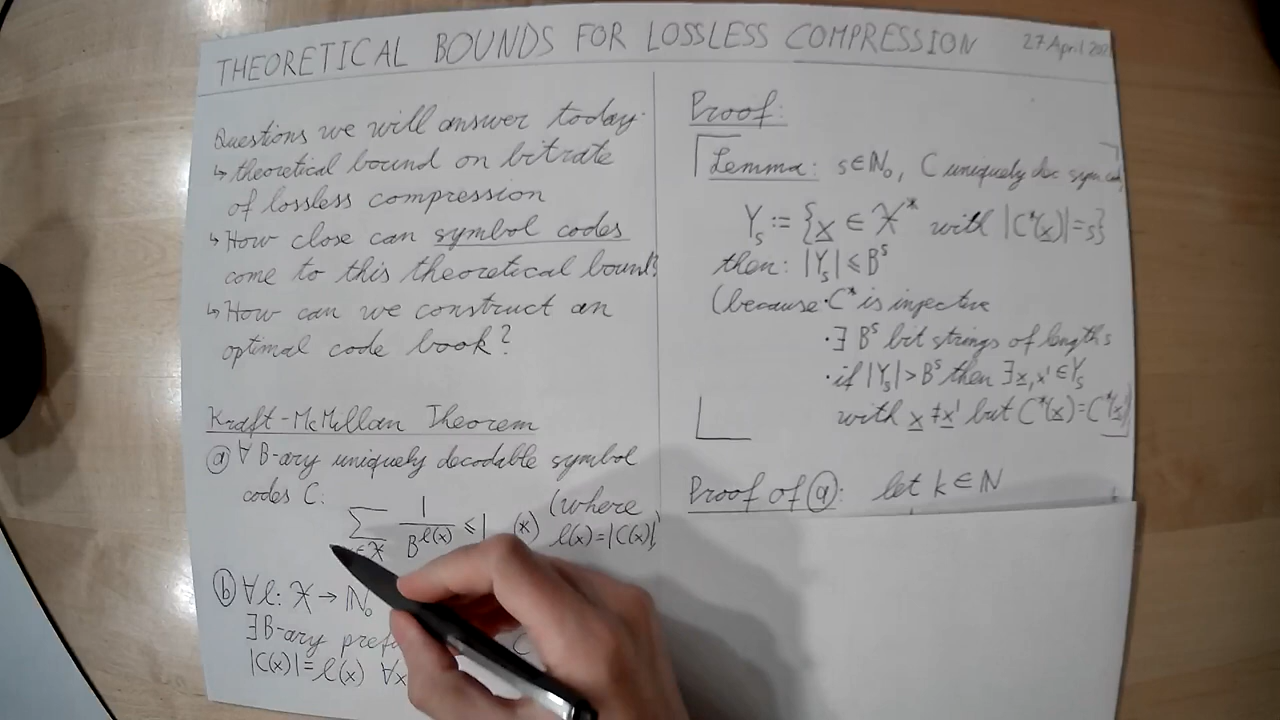 THEORETICAL BOUNDS FOR LOSSLESS COMPRESSION 27 April
Questions we will answer today:
↳ theoretical bound on bitrate
of lossless compression
↳ How close can symbol codes
come to this theoretical bound?
↳ How can we construct an
optimal code book?
Kraft-McMillan Theorem
ⓐ ∀ B-ary uniquely decodable symbol
codes C:
∑ 1/B^ℓ(x) ≤ 1 (x) (where
∈𝒳 ℓ(x)=|C(x)|)
ⓑ ∀ℓ: 𝒳 → ℕ₀
∃ B-ary C
|C(x)|=ℓ(x) ∀x
Proof:
Lemma: s∈ℕ₀, C uniquely dec
Yₛ := {x ∈ 𝒳* with |C*(x)|=s}
then: |Yₛ| ≤ Bˢ
(because · C* is injective
· ∃ Bˢ bit strings of length s
· if |Yₛ| > Bˢ then ∃ x, x' ∈ Yₛ
with x ≠ x' but C*(x)=C*(x')
Proof of ⓐ: let k ∈ ℕ